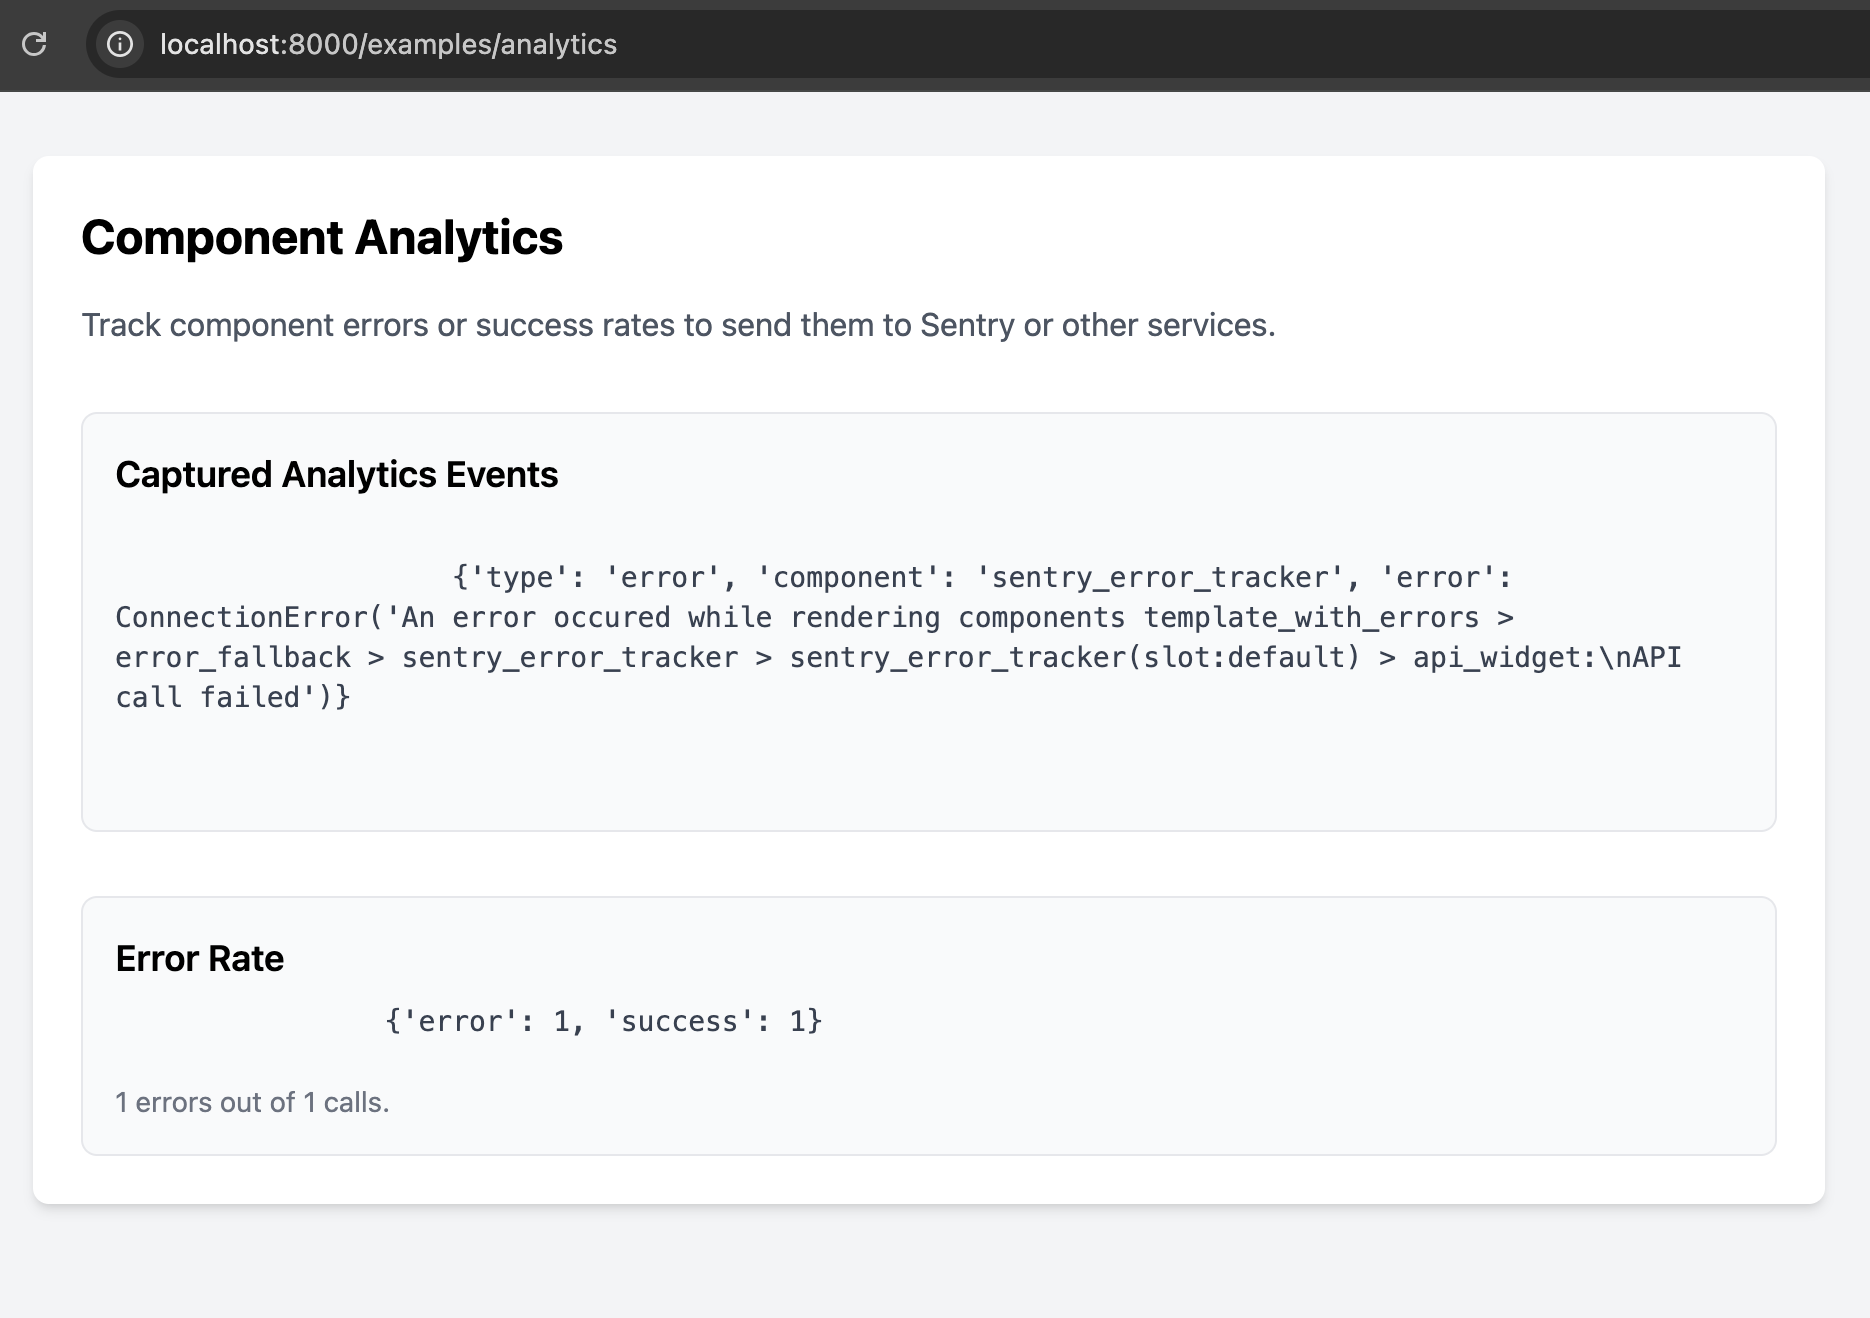 localhost:8000/examples/analytics
Component Analytics
Track component errors or success rates to send them to Sentry or other services.
Captured Analytics Events
{'type': 'error', 'component': 'sentry_error_tracker', 'error':
ConnectionError('An error occured while rendering components template_with_errors >
error_fallback > sentry_error_tracker > sentry_error_tracker(slot:default) > api_widget:\nAPI
call failed')}
Error Rate
{'error': 1, 'success': 1}
1 errors out of 1 calls.